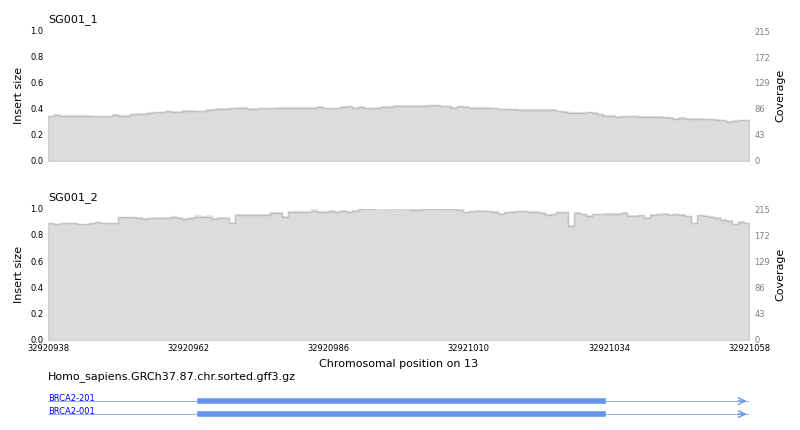 SG001_1
1.0
0.8
0.6
0.4
0.2
0.0
Insert size
215
172
129
86
43
0
Coverage
SG001_2
1.0
0.8
0.6
0.4
0.2
0.0
Insert size
215
172
129
86
43
0
Coverage
32920938 32920962 32920986 32921010 32921034 32921058
Chromosomal position on 13
Homo_sapiens.GRCh37.87.chr.sorted.gff3.gz
BRCA2-201
BRCA2-001